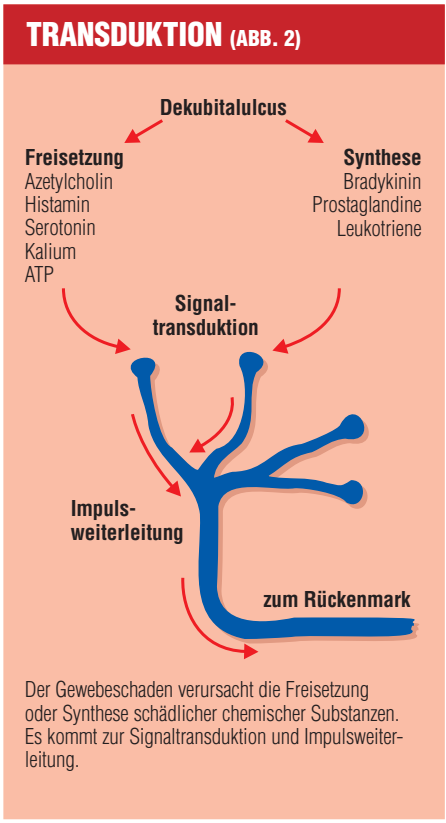 TRANSDUKTION (ABB. 2)
Dekubitalulcus
Freisetzung
Azetylcholin
Histamin
Serotonin
Kalium
ATP
Synthese
Bradykinin
Prostaglandine
Leukotriene
Signal-
transduktion
Impuls-
weiterleitung
zum Rückenmark
Der Gewebeschaden verursacht die Freisetzung
oder Synthese schädlicher chemischer Substanzen.
Es kommt zur Signaltransduktion und Impulsweiter-
leitung.